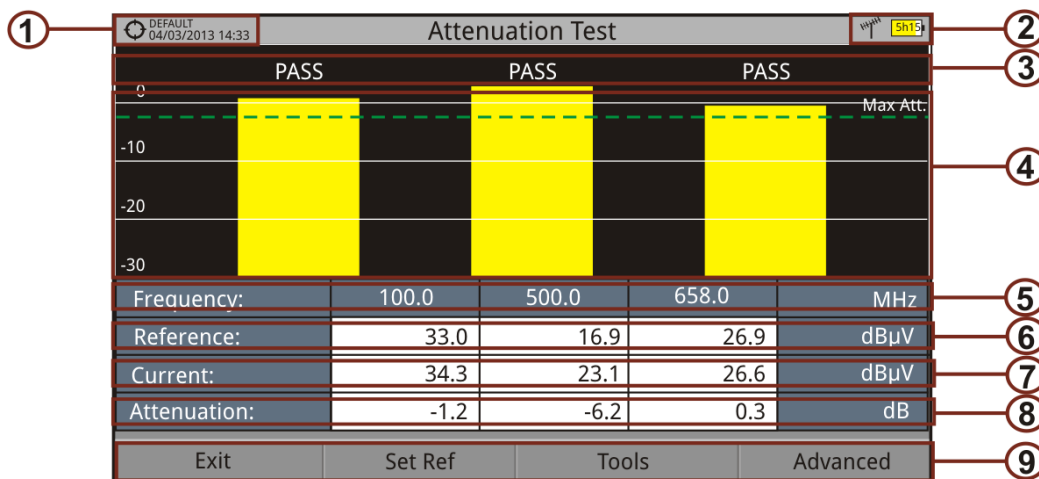 1
DEFAULT
04/03/2013 14:33
Attenuation Test
5h15
2
PASS PASS PASS
3
0
Max Att.
-10
4
-20
-30
Frequency: 100.0 500.0 658.0 MHz
5
Reference: 33.0 16.9 26.9 dBµV
6
Current: 34.3 23.1 26.6 dBµV
7
Attenuation: -1.2 -6.2 0.3 dB
8
Exit Set Ref Tools Advanced
9